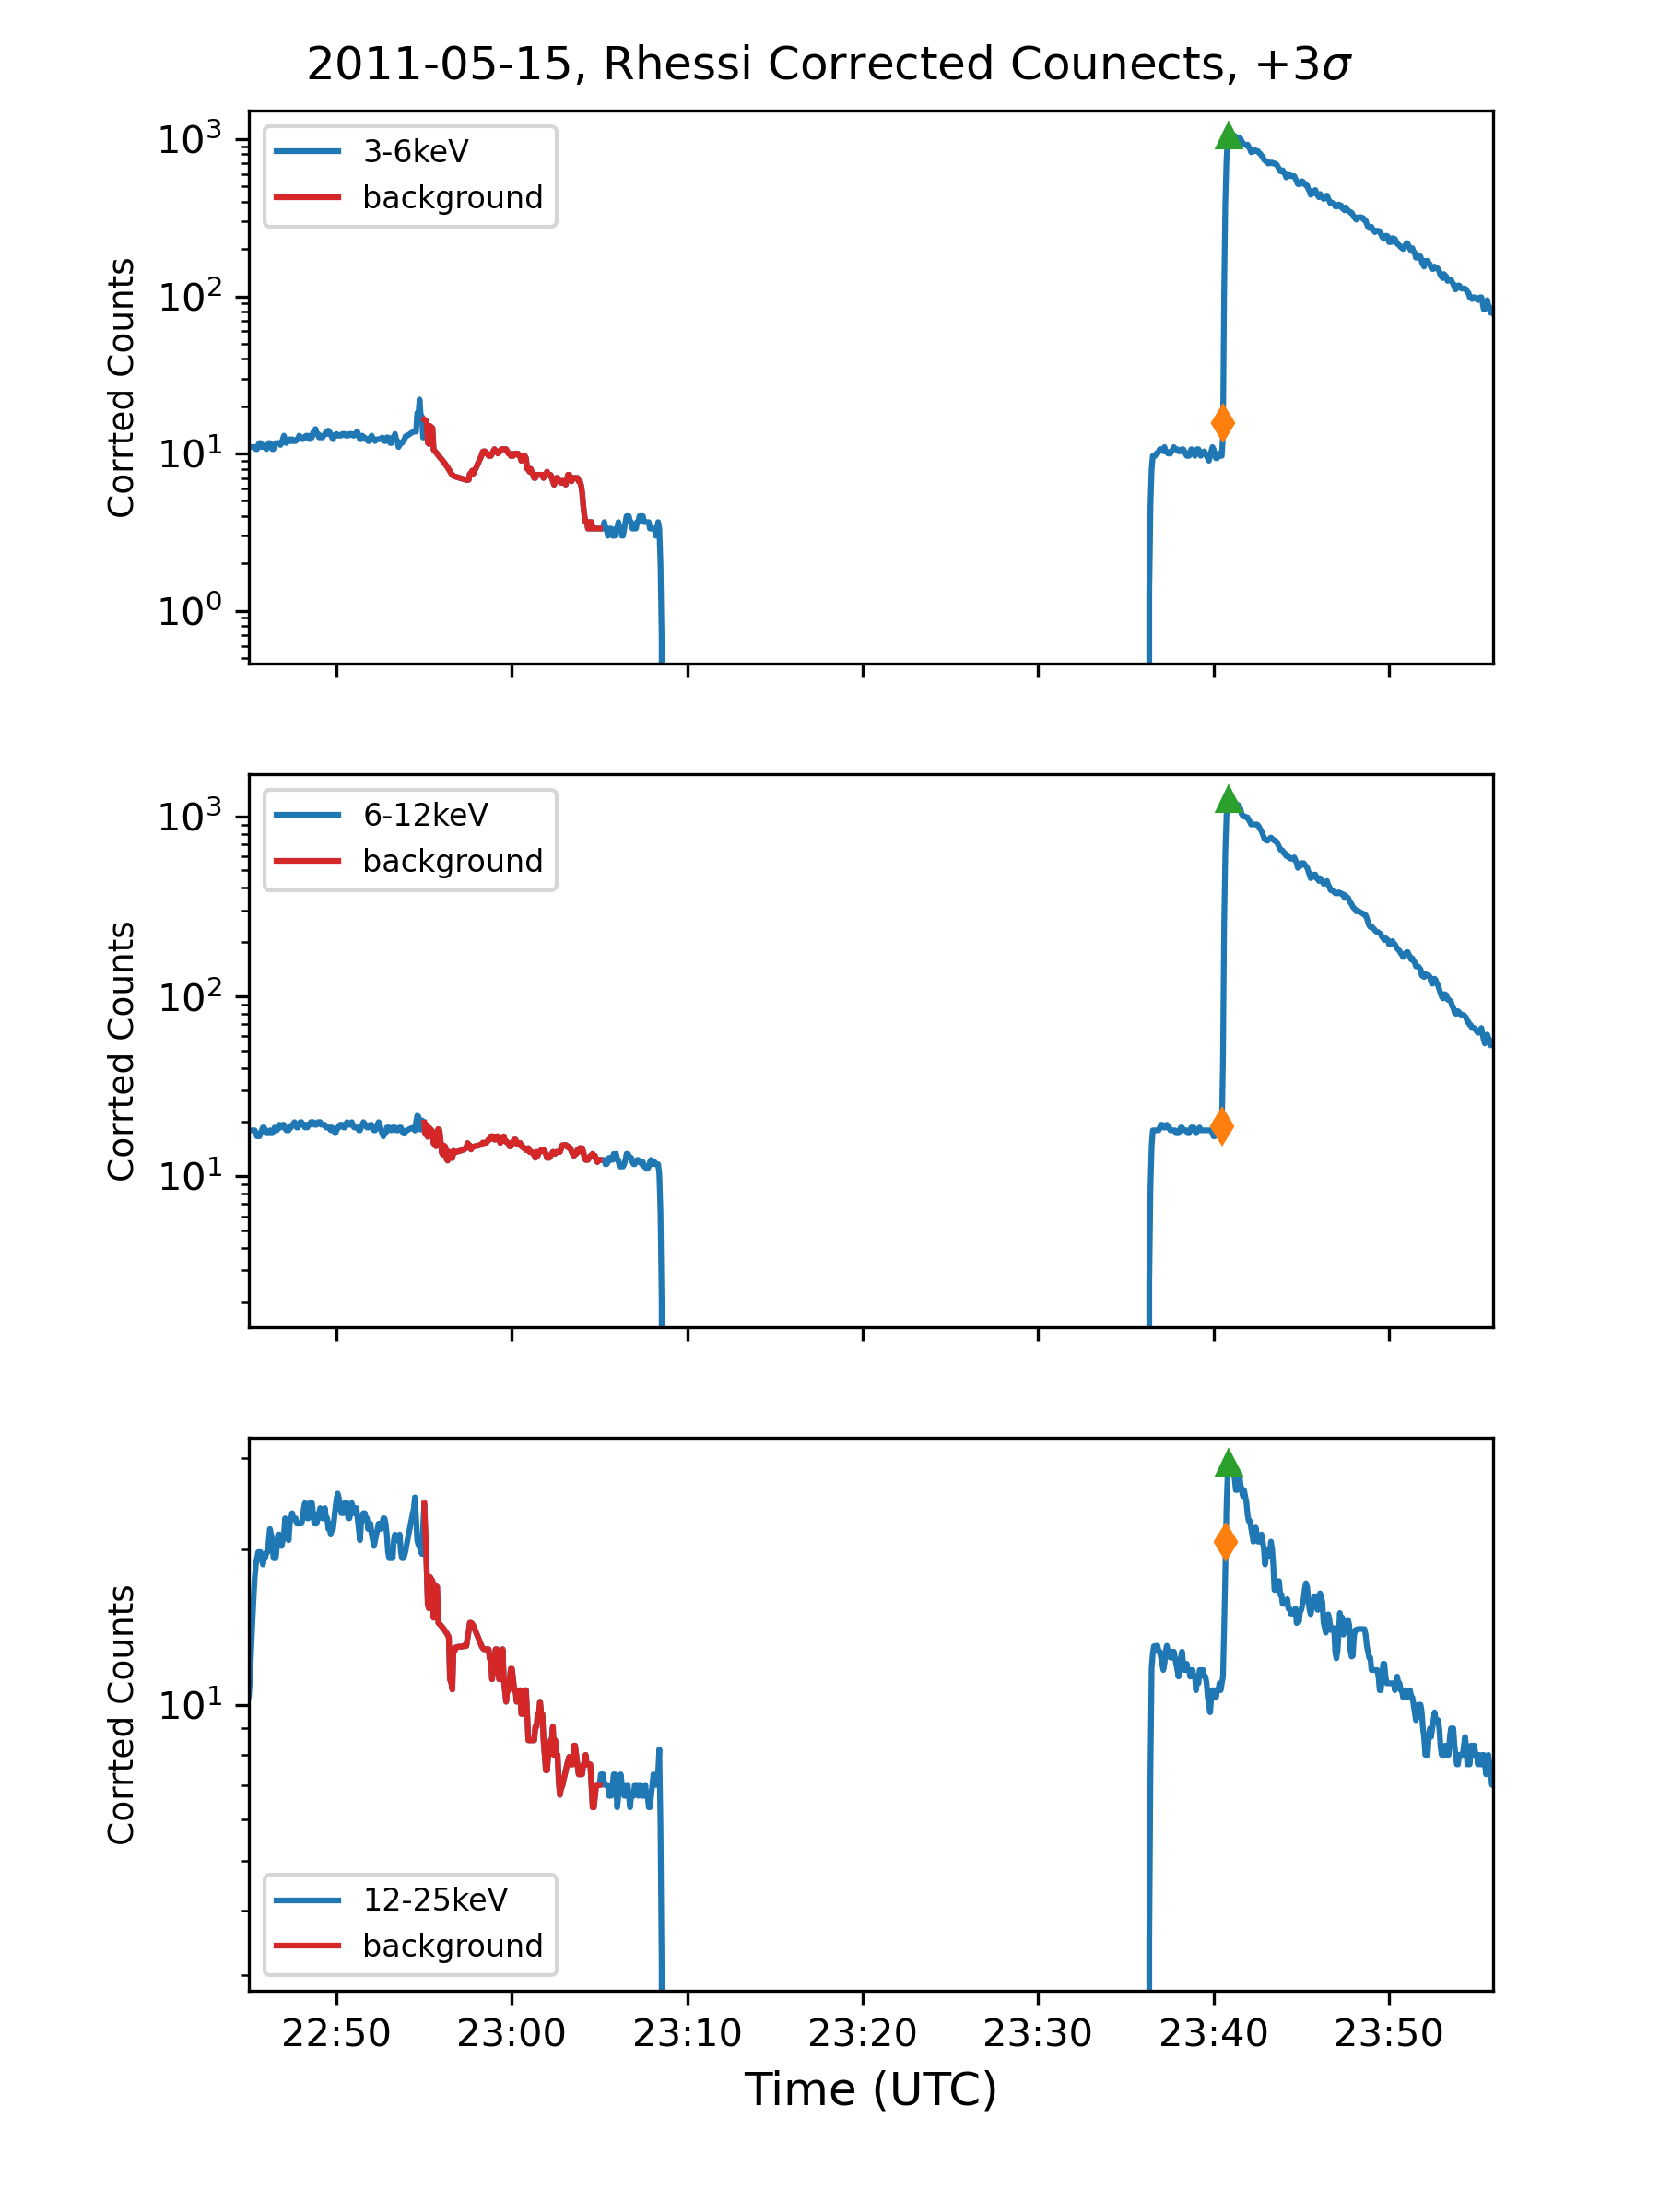 2011-05-15, Rhessi Corrected Counects, +3σ
3-6keV
background
10³
10²
10¹
10⁰
Corrted Counts
6-12keV
background
10³
10²
10¹
Corrted Counts
10¹
Corrted Counts
12-25keV
background
22:50 23:00 23:10 23:20 23:30 23:40 23:50
Time (UTC)